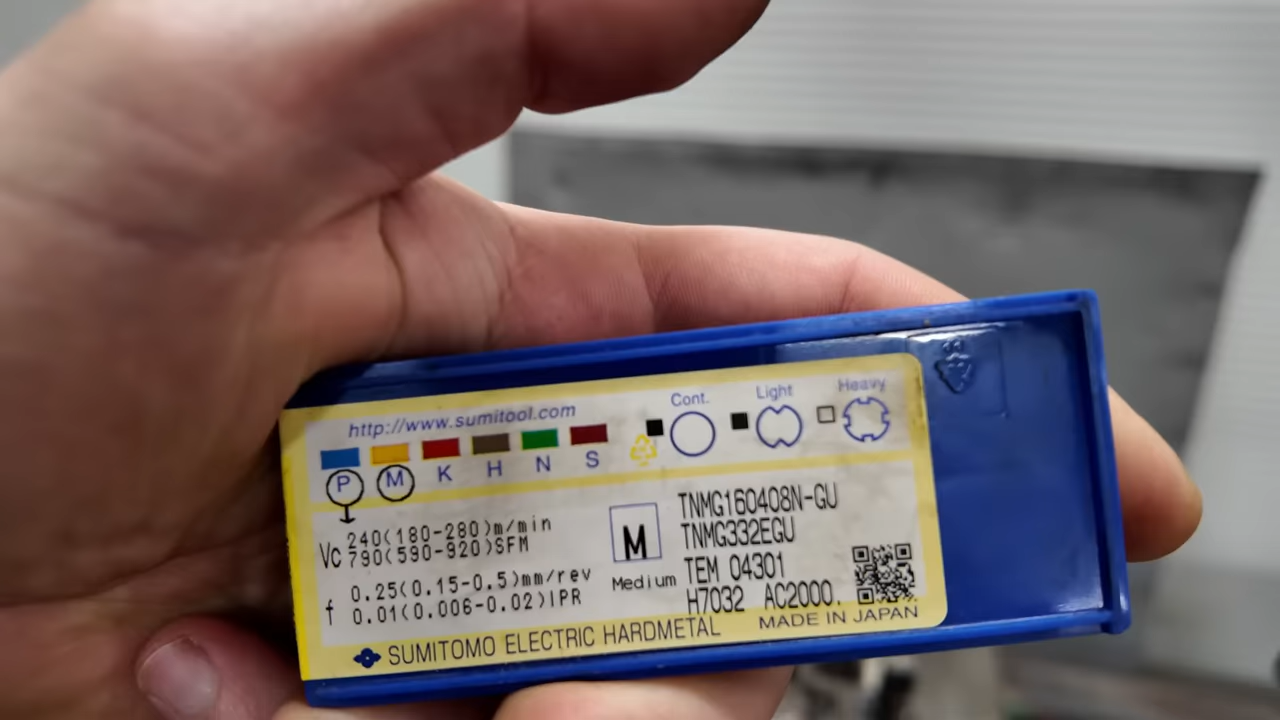 http://www.sumitool.com
Cont. Light Heavy
P M K H N S
Vc 240(180-280)m/min
790(590-920)SFM
f 0.25(0.15-0.5)mm/rev
0.01(0.006-0.02)IPR
M
Medium
TNMG160408N-GU
TNMG332EGU
TEM 04301
H7032 AC2000.
SUMITOMO ELECTRIC HARDMETAL
MADE IN JAPAN